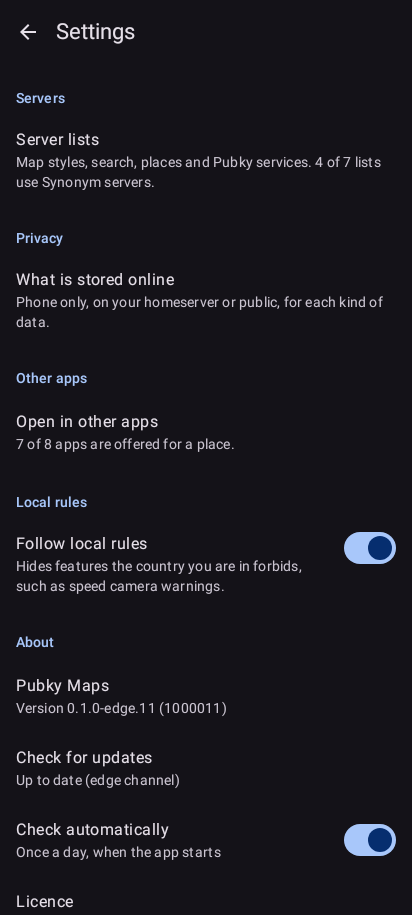 Settings
Servers
Server lists
Map styles, search, places and Pubky services. 4 of 7 lists
use Synonym servers.
Privacy
What is stored online
Phone only, on your homeserver or public, for each kind of
data.
Other apps
Open in other apps
7 of 8 apps are offered for a place.
Local rules
Follow local rules
Hides features the country you are in forbids,
such as speed camera warnings.
About
Pubky Maps
Version 0.1.0-edge.11 (1000011)
Check for updates
Up to date (edge channel)
Check automatically
Once a day, when the app starts
Licence